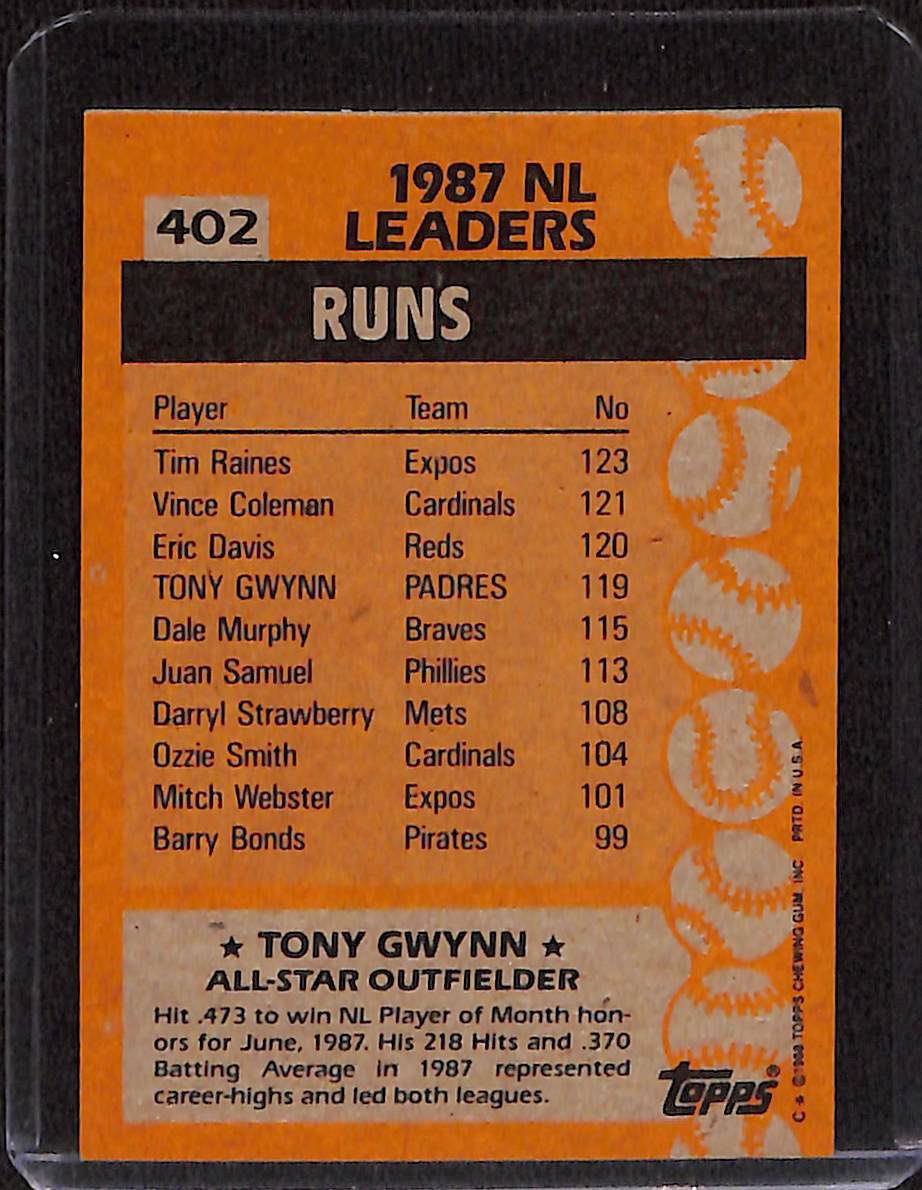 1987 NL
402 LEADERS
RUNS
Player Team No
Tim Raines Expos 123
Vince Coleman Cardinals 121
Eric Davis Reds 120
TONY GWYNN PADRES 119
Dale Murphy Braves 115
Juan Samuel Phillies 113
Darryl Strawberry Mets 108
Ozzie Smith Cardinals 104
Mitch Webster Expos 101
Barry Bonds Pirates 99
★ TONY GWYNN ★
ALL-STAR OUTFIELDER
Hit .473 to win NL Player of Month hon-
ors for June, 1987. His 218 Hits and .370
Batting Average in 1987 represented
career-highs and led both leagues.
topps®
C* ©1988 TOPPS CHEWING GUM, INC PRTD. IN U.S.A.